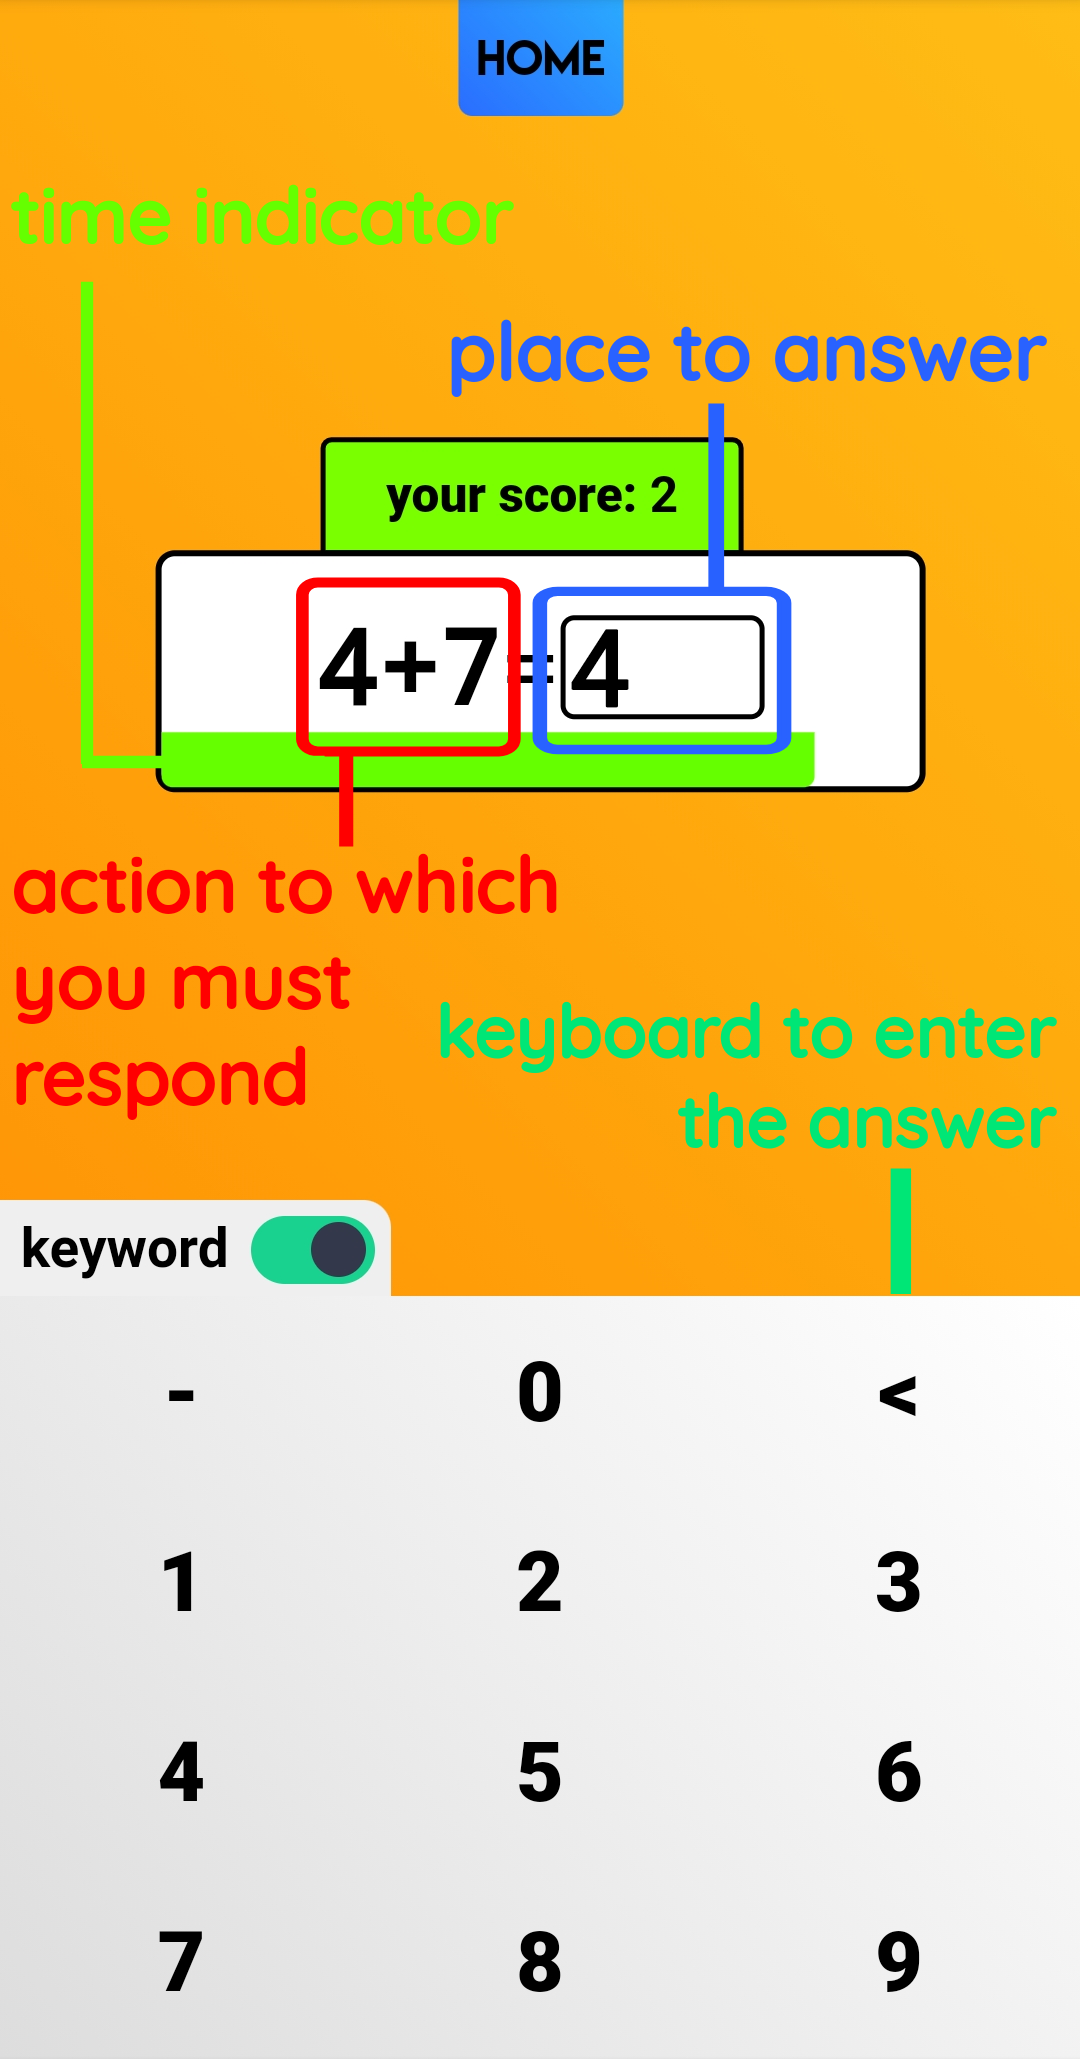 HOME
time indicator
place to answer
your score: 2
4+7=4
action to which
you must
respond
keyboard to enter
the answer
keyword
- 0 <
1 2 3
4 5 6
7 8 9